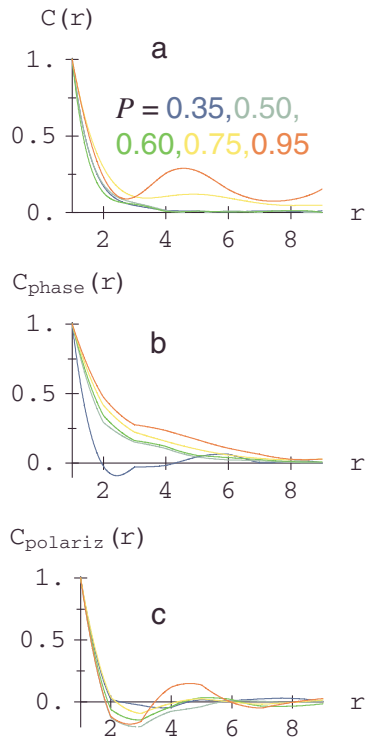 C(r)
a
1.
P = 0.35,0.50,
0.60,0.75,0.95
0.5
0.
2 4 6 8 r
Cphase(r)
b
1.
0.5
0.
2 4 6 8 r
Cpolariz(r)
c
1.
0.5
0.
2 4 6 8 r